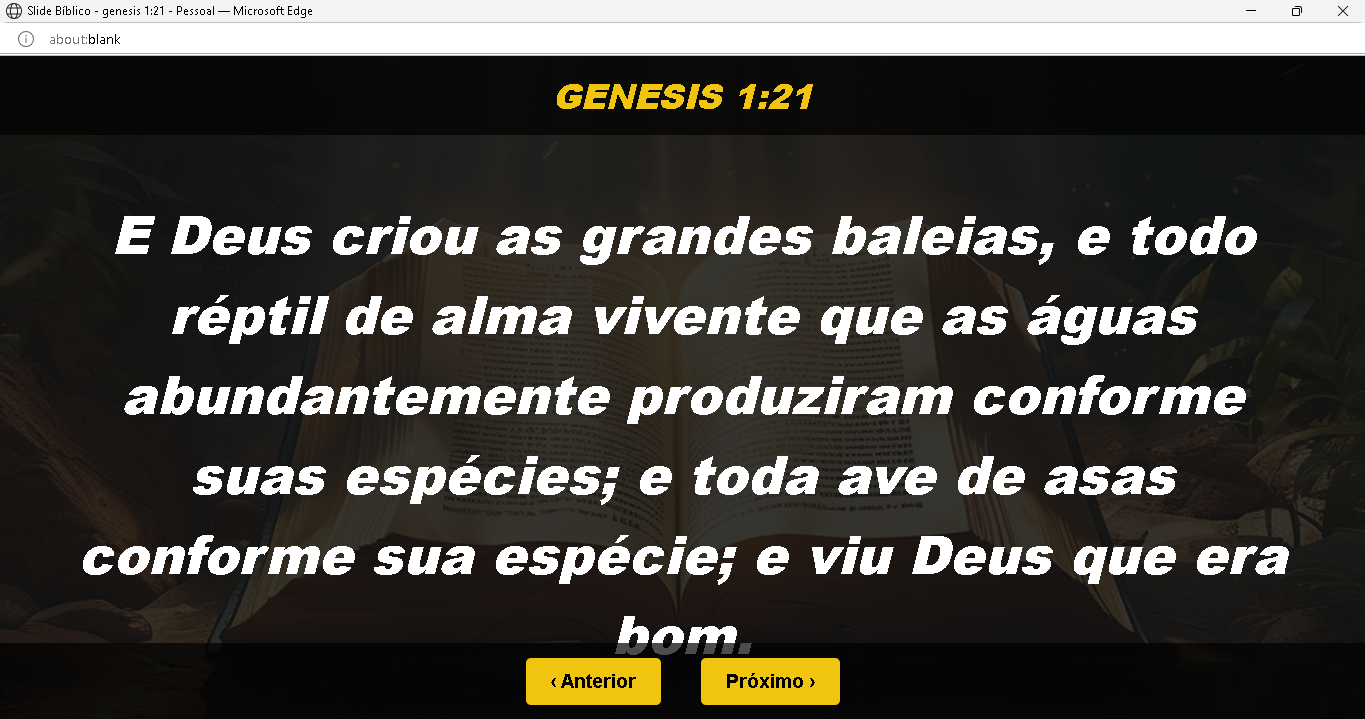 Slide Bíblico - genesis 1:21 - Pessoal — Microsoft Edge
about:blank
GENESIS 1:21
E Deus criou as grandes baleias, e todo
réptil de alma vivente que as águas
abundantemente produziram conforme
suas espécies; e toda ave de asas
conforme sua espécie; e viu Deus que era
bom.
‹ Anterior
Próximo ›